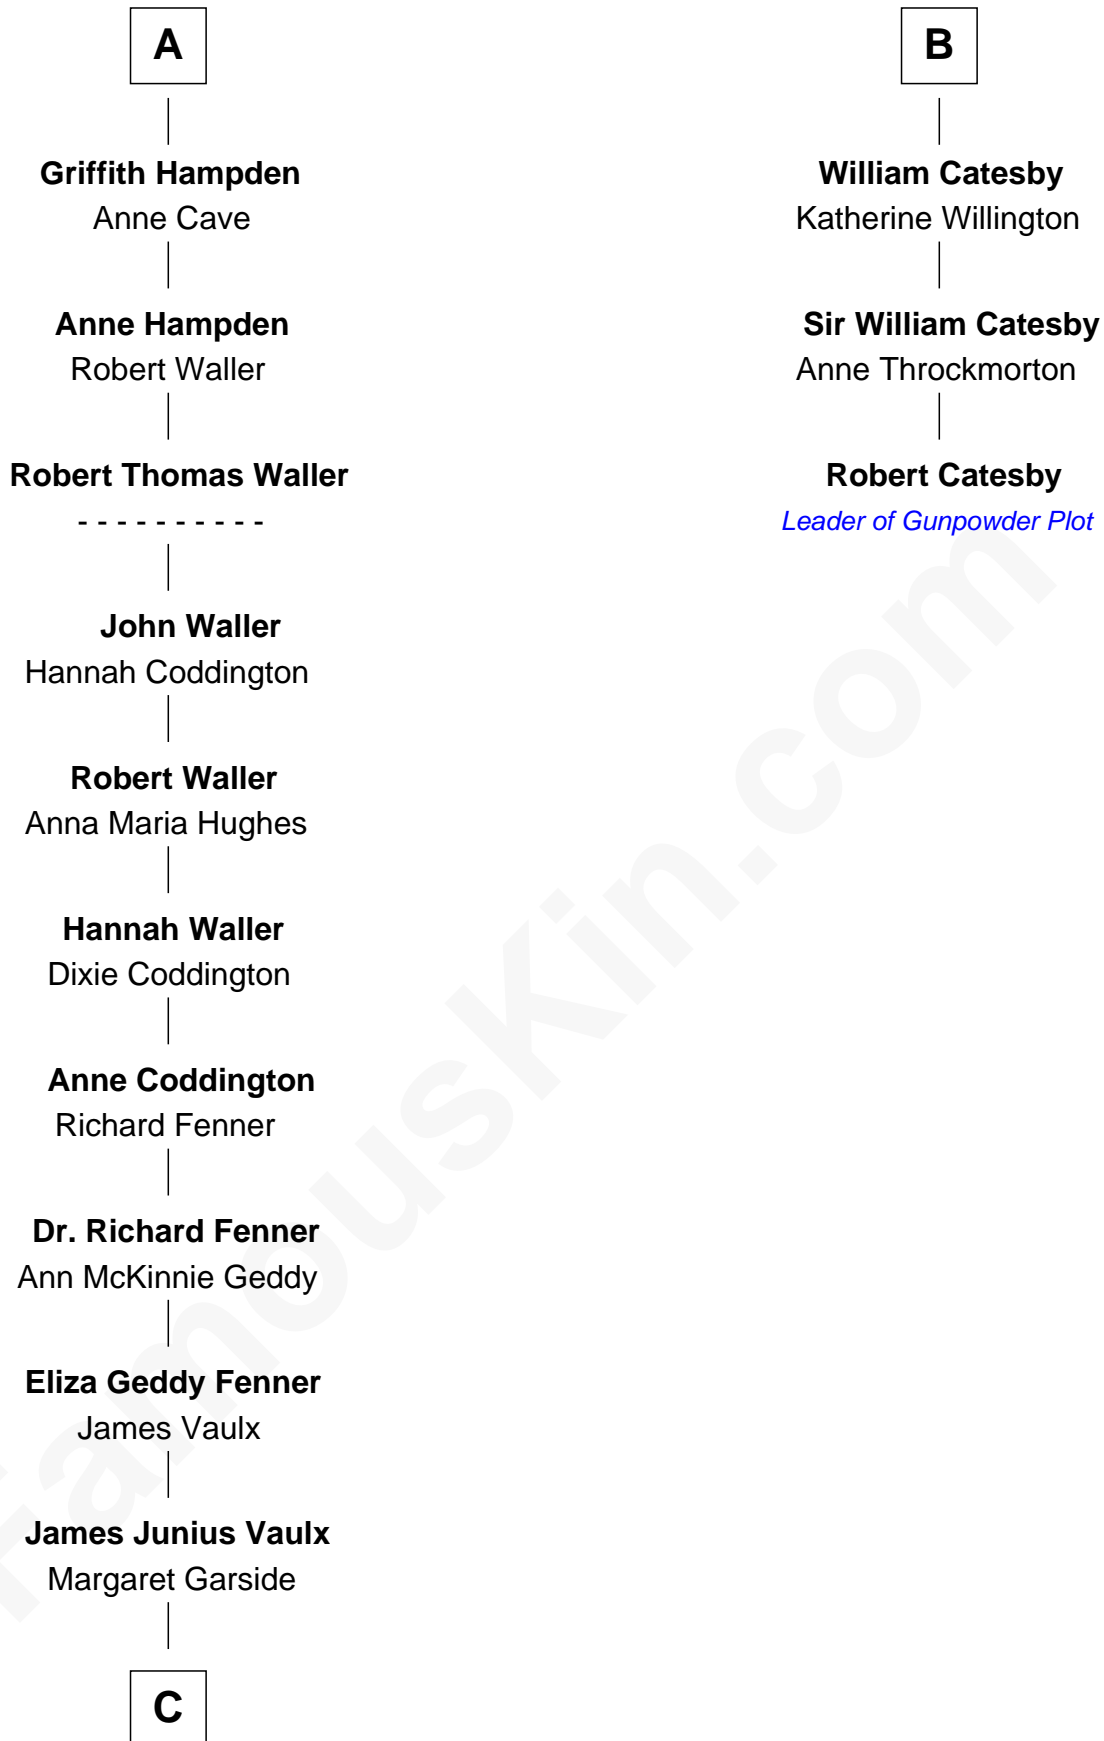 A
Griffith Hampden
Anne Cave
Anne Hampden
Robert Waller
Robert Thomas Waller
- - - - - - - - - -
John Waller
Hannah Coddington
Robert Waller
Anna Maria Hughes
Hannah Waller
Dixie Coddington
Anne Coddington
Richard Fenner
Dr. Richard Fenner
Ann McKinnie Geddy
Eliza Geddy Fenner
James Vaulx
James Junius Vaulx
Margaret Garside
C
B
William Catesby
Katherine Willington
Sir William Catesby
Anne Throckmorton
Robert Catesby
Leader of Gunpowder Plot
FamousKin.com